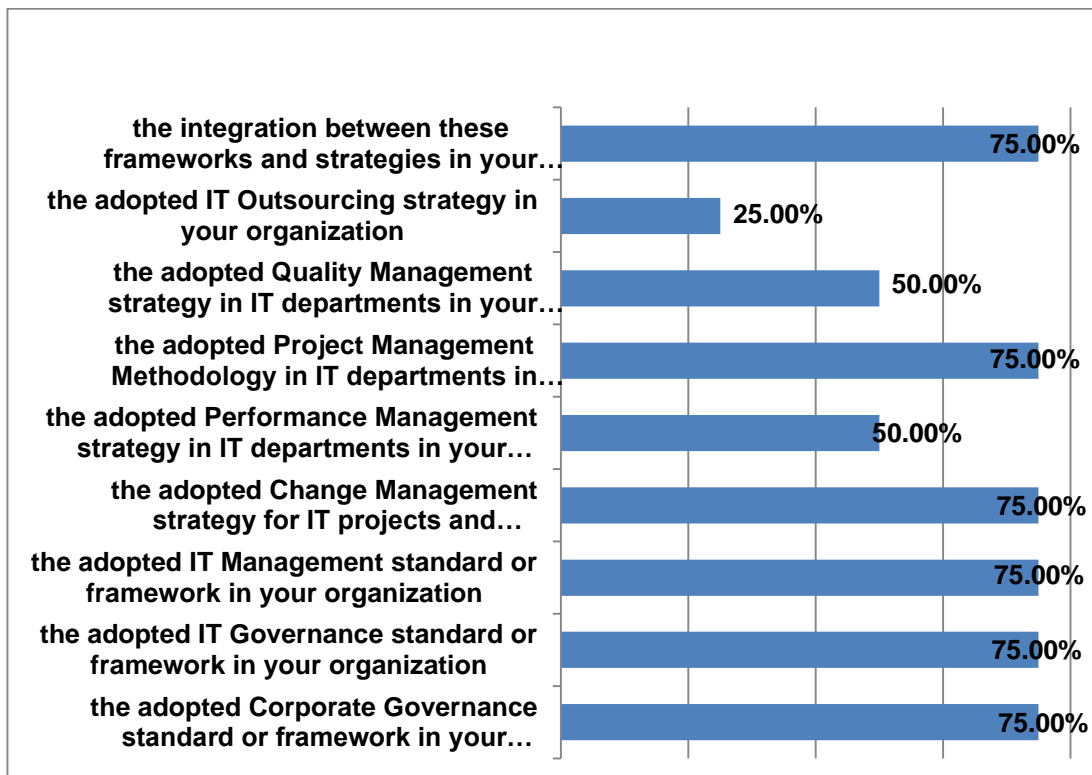 the integration between these
frameworks and strategies in your…
75.00%
the adopted IT Outsourcing strategy in
your organization
25.00%
the adopted Quality Management
strategy in IT departments in your…
50.00%
the adopted Project Management
Methodology in IT departments in…
75.00%
the adopted Performance Management
strategy in IT departments in your…
50.00%
the adopted Change Management
strategy for IT projects and…
75.00%
the adopted IT Management standard or
framework in your organization
75.00%
the adopted IT Governance standard or
framework in your organization
75.00%
the adopted Corporate Governance
standard or framework in your…
75.00%